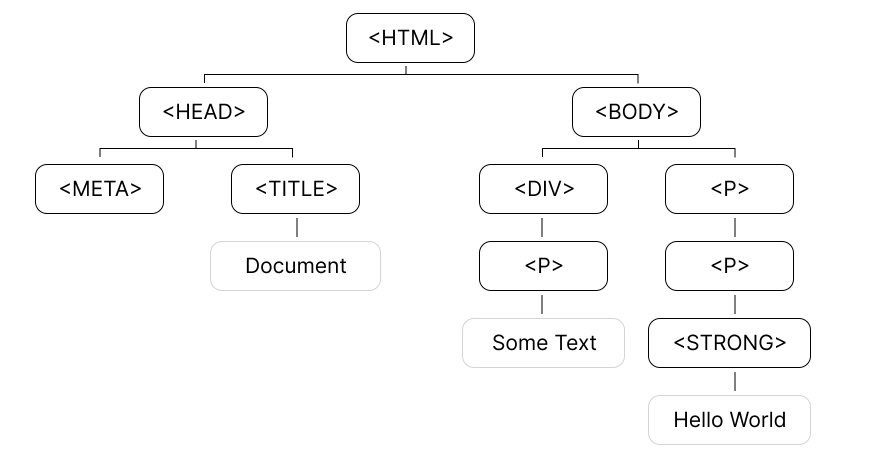 <HTML>
<HEAD>
<BODY>
<META>
<TITLE>
<DIV>
<P>
Document
<P>
<P>
Some Text
<STRONG>
Hello World